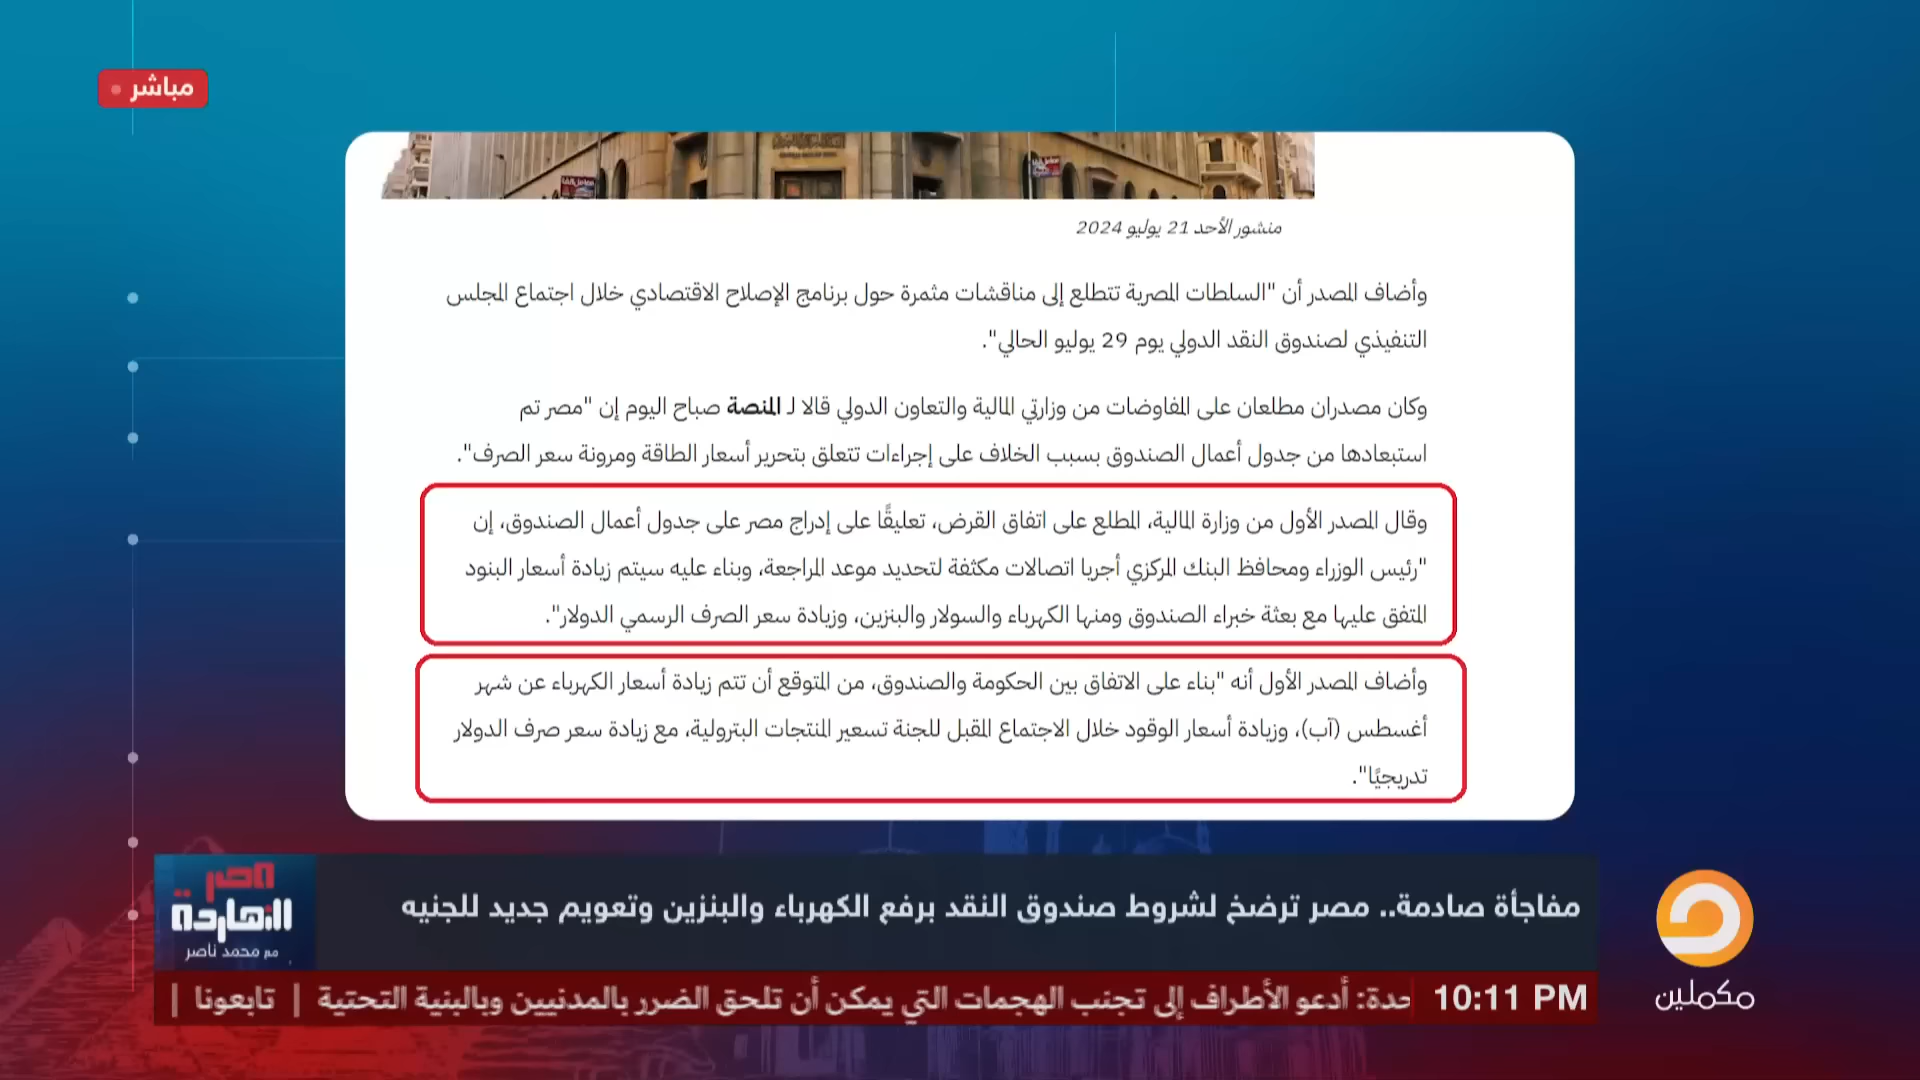 مباشر
منشور الأحد 21 يوليو 2024
وأضاف المصدر أن "السلطات المصرية تتطلع إلى مناقشات مثمرة حول برنامج الإصلاح الاقتصادي خلال اجتماع المجلس
التنفيذي لصندوق النقد الدولي يوم 29 يوليو الحالي".
وكان مصدران مطلعان على المفاوضات من وزارتي المالية والتعاون الدولي قالا لـ المنصة صباح اليوم إن "مصر تم
استبعادها من جدول أعمال الصندوق بسبب الخلاف على إجراءات تتعلق بتحرير أسعار الطاقة ومرونة سعر الصرف".
وقال المصدر الأول من وزارة المالية، المطلع على اتفاق القرض، تعليقًا على إدراج مصر على جدول أعمال الصندوق، إن
"رئيس الوزراء ومحافظ البنك المركزي أجريا اتصالات مكثفة لتحديد موعد المراجعة، وبناء عليه سيتم زيادة أسعار البنود
المتفق عليها مع بعثة خبراء الصندوق ومنها الكهرباء والسولار والبنزين، وزيادة سعر الصرف الرسمي الدولار".
وأضاف المصدر الأول أنه "بناء على الاتفاق بين الحكومة والصندوق، من المتوقع أن تتم زيادة أسعار الكهرباء عن شهر
أغسطس (آب)، وزيادة أسعار الوقود خلال الاجتماع المقبل للجنة تسعير المنتجات البترولية، مع زيادة سعر صرف الدولار
تدريجيًا".
مفاجأة صادمة.. مصر ترضخ لشروط صندوق النقد برفع الكهرباء والبنزين وتعويم جديد للجنيه
مصر
النهاردة
مع محمد ناصر
10:11 PM
حدة: أدعو الأطراف إلى تجنب الهجمات التي يمكن أن تلحق الضرر بالمدنيين وبالبنية التحتية | تابعونا |
مكملين